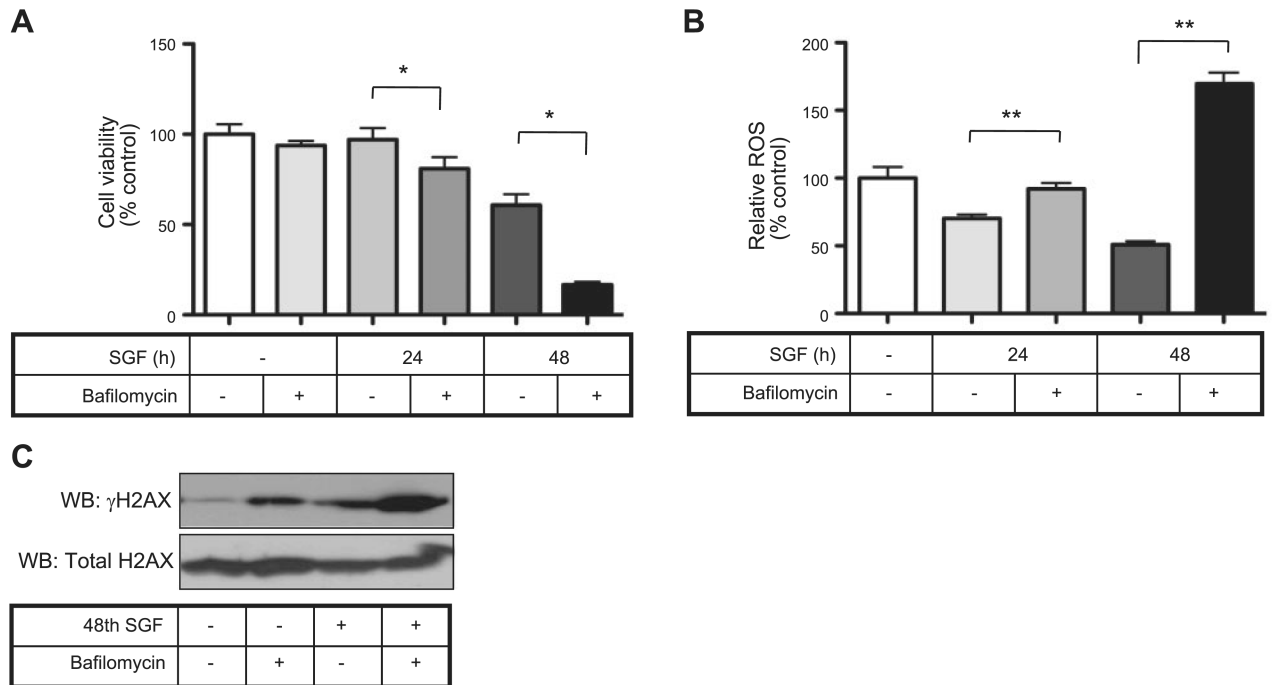 A
150
100
50
0
Cell viability
(% control)
*
*
SGF (h) - 24 48
Bafilomycin - + - + - +
B
200
150
100
50
0
Relative ROS
(% control)
**
**
SGF (h) - 24 48
Bafilomycin - - + - +
C
WB: γH2AX
WB: Total H2AX
48th SGF - - + +
Bafilomycin - + - +